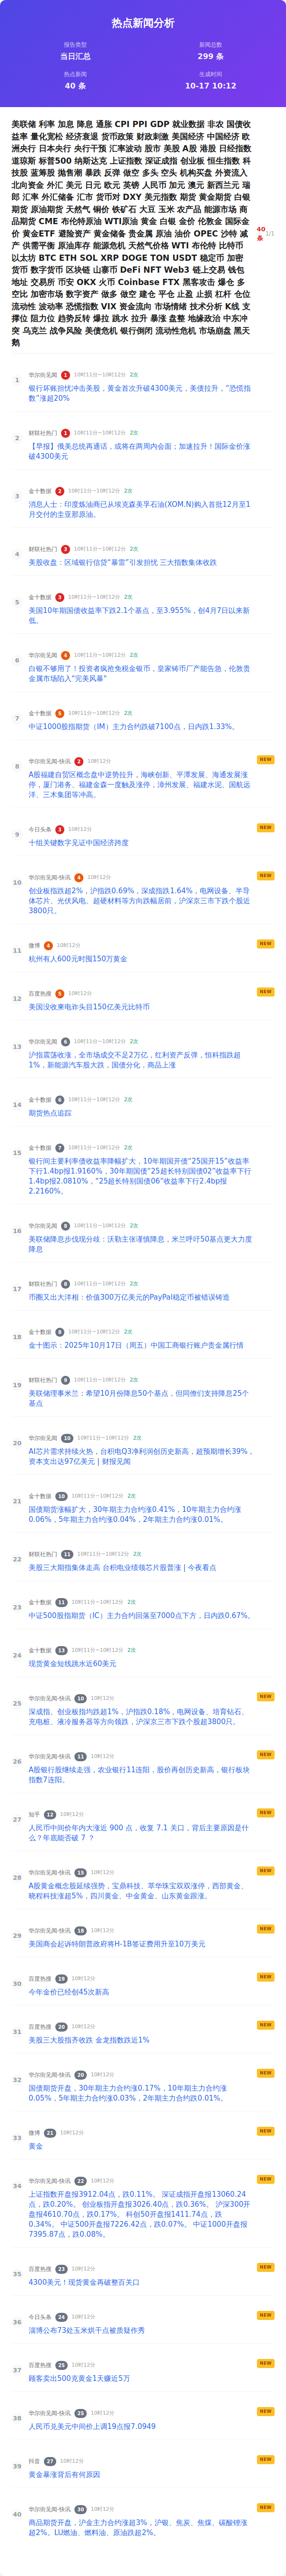 热点新闻分析
报告类型
新闻总数
当日汇总
299 条
热点新闻
生成时间
40 条
10-17 10:12
美联储 利率 加息 降息 通胀 CPI PPI GDP 就业数据 非农 国债收
益率 量化宽松 经济衰退 货币政策 财政刺激 美国经济 中国经济 欧
洲央行 日本央行 央行干预 汇率波动 股市 美股 A股 港股 日经指数
道琼斯 标普500 纳斯达克 上证指数 深证成指 创业板 恒生指数 科
技股 蓝筹股 抛售潮 暴跌 反弹 做空 多头 空头 机构买盘 外资流入
北向资金 外汇 美元 日元 欧元 英镑 人民币 加元 澳元 新西兰元 瑞
郎 汇率 外汇储备 汇市 货币对 DXY 美元指数 期货 黄金期货 白银
期货 原油期货 天然气 铜价 铁矿石 大豆 玉米 农产品 能源市场 商
品期货 CME 布伦特原油 WTI原油 黄金 白银 金价 伦敦金 国际金
价 黄金ETF 避险资产 黄金储备 贵金属 原油 油价 OPEC 沙特 减
产 供需平衡 原油库存 能源危机 天然气价格 WTI 布伦特 比特币
以太坊 BTC ETH SOL XRP DOGE TON USDT 稳定币 加密
货币 数字货币 区块链 山寨币 DeFi NFT Web3 链上交易 钱包
地址 交易所 币安 OKX 火币 Coinbase FTX 黑客攻击 爆仓 多
空比 加密市场 数字资产 做多 做空 建仓 平仓 止盈 止损 杠杆 仓位
流动性 波动率 恐慌指数 VIX 资金流向 市场情绪 技术分析 K线 支
撑位 阻力位 趋势反转 爆拉 跳水 拉升 暴涨 盘整 地缘政治 中东冲
突 乌克兰 战争风险 美债危机 银行倒闭 流动性危机 市场崩盘 黑天
鹅
40
条
1/1
1
华尔街见闻 1 10时11分~10时12分 2次
银行坏账担忧冲击美股，黄金首次升破4300美元，美债拉升，“恐慌指
数”涨超20%
2
财联社热门 1 10时11分~10时12分 2次
【早报】俄美总统再通话，或将在两周内会面；加速拉升！国际金价涨
破4300美元
3
金十数据 2 10时11分~10时12分 2次
消息人士：印度炼油商已从埃克森美孚石油(XOM.N)购入首批12月至1
月交付的圭亚那原油。
4
财联社热门 3 10时11分~10时12分 2次
美股收盘：区域银行信贷“暴雷”引发担忧 三大指数集体收跌
5
金十数据 3 10时11分~10时12分 2次
美国10年期国债收益率下跌2.1个基点，至3.955%，创4月7日以来新
低。
6
华尔街见闻 4 10时11分~10时12分 2次
白银不够用了！投资者疯抢免税金银币，皇家铸币厂产能告急，伦敦贵
金属市场陷入“完美风暴”
7
金十数据 5 10时11分~10时12分 2次
中证1000股指期货（IM）主力合约跌破7100点，日内跌1.33%。
8
华尔街见闻-快讯 2 10时12分 NEW
A股福建自贸区概念盘中逆势拉升，海峡创新、平潭发展、海通发展涨
停，厦门港务、福建金森一度触及涨停，漳州发展、福建水泥、国航远
洋、三木集团等冲高。
9
今日头条 3 10时12分 NEW
十组关键数字见证中国经济跨度
10
华尔街见闻-快讯 4 10时12分 NEW
创业板指跌超2%，沪指跌0.69%，深成指跌1.64%，电网设备、半导
体芯片、光伏风电、超硬材料等方向跌幅居前，沪深京三市下跌个股近
3800只。
11
微博 4 10时12分 NEW
杭州有人600元时囤150万黄金
12
百度热搜 5 10时12分 NEW
美国没收柬电诈头目150亿美元比特币
13
华尔街见闻 6 10时11分~10时12分 2次
沪指震荡收涨，全市场成交不足2万亿，红利资产反弹，恒科指跌超
1%，新能源汽车股大跌，国债分化，商品上涨
14
金十数据 6 10时11分~10时12分 2次
期货热点追踪
15
金十数据 7 10时11分~10时12分 2次
银行间主要利率债收益率降幅扩大，10年期国开债“25国开15”收益率
下行1.4bp报1.9160%，30年期国债“25超长特别国债02”收益率下行
1.4bp报2.0810%，“25超长特别国债06”收益率下行2.4bp报
2.2160%。
16
华尔街见闻 8 10时11分~10时12分 2次
美联储降息步伐现分歧：沃勒主张谨慎降息，米兰呼吁50基点更大力度
降息
17
财联社热门 8 10时11分~10时12分 2次
币圈又出大洋相：价值300万亿美元的PayPal稳定币被错误铸造
18
金十数据 8 10时11分~10时12分 2次
金十图示：2025年10月17日（周五）中国工商银行账户贵金属行情
19
财联社热门 9 10时11分~10时12分 2次
美联储理事米兰：希望10月份降息50个基点，但同僚们支持降息25个
基点
20
华尔街见闻 10 10时11分~10时12分 2次
AI芯片需求持续火热，台积电Q3净利润创历史新高，超预期增长39%，
资本支出达97亿美元 | 财报见闻
21
金十数据 10 10时11分~10时12分 2次
国债期货涨幅扩大，30年期主力合约涨0.41%，10年期主力合约涨
0.06%，5年期主力合约涨0.04%，2年期主力合约涨0.01%。
22
财联社热门 11 10时11分~10时12分 2次
美股三大期指集体走高 台积电业绩领芯片股普涨 | 今夜看点
23
金十数据 11 10时11分~10时12分 2次
中证500股指期货（IC）主力合约回落至7000点下方，日内跌0.67%。
24
金十数据 13 10时11分~10时12分 2次
现货黄金短线跳水近60美元
25
华尔街见闻-快讯 10 10时12分 NEW
深成指、创业板指均跌超1%，沪指跌0.18%，电网设备、培育钻石、
充电桩、液冷服务器等方向领跌，沪深京三市下跌个股超3800只。
26
华尔街见闻-快讯 11 10时12分 NEW
A股银行股继续走强，农业银行11连阳，股价再创历史新高，银行板块
指数7连阳。
27
知乎 12 10时12分 NEW
人民币中间价年内大涨近 900 点，收复 7.1 关口，背后主要原因是什
么？年底能否破 7 ？
28
华尔街见闻-快讯 15 10时12分 NEW
A股黄金概念股延续强势，宝鼎科技、萃华珠宝双双涨停，西部黄金、
晓程科技涨超5%，四川黄金、中金黄金、山东黄金跟涨。
29
华尔街见闻-快讯 18 10时12分 NEW
美国商会起诉特朗普政府将H-1B签证费用升至10万美元
30
百度热搜 19 10时12分 NEW
今年金价已经创45次新高
31
百度热搜 20 10时12分 NEW
美股三大股指齐收跌 金龙指数跌近1%
32
华尔街见闻-快讯 20 10时12分 NEW
国债期货开盘，30年期主力合约涨0.17%，10年期主力合约涨
0.05%，5年期主力合约涨0.03%，2年期主力合约跌0.01%。
33
微博 21 10时12分 NEW
黄金
34
华尔街见闻-快讯 22 10时12分 NEW
上证指数开盘报3912.04点，跌0.11%。 深证成指开盘报13060.24
点，跌0.20%。 创业板指开盘报3026.40点，跌0.36%。 沪深300开
盘报4610.70点，跌0.17%。 科创50开盘报1411.74点，跌
0.34%。 中证500开盘报7226.42点，跌0.07%。 中证1000开盘报
7395.87点，跌0.08%。
35
百度热搜 23 10时12分 NEW
4300美元！现货黄金再破整百关口
36
今日头条 24 10时12分 NEW
淄博公布73处玉米烘干点被质疑作秀
37
百度热搜 25 10时12分 NEW
顾客卖出500克黄金1天赚近5万
38
华尔街见闻-快讯 25 10时12分 NEW
人民币兑美元中间价上调19点报7.0949
39
抖音 27 10时12分 NEW
黄金暴涨背后有何原因
40
华尔街见闻-快讯 30 10时12分 NEW
商品期货开盘，沪金主力合约涨超3%，沪银、焦炭、焦煤、碳酸锂涨
超2%。LU燃油、燃料油、原油跌超2%。